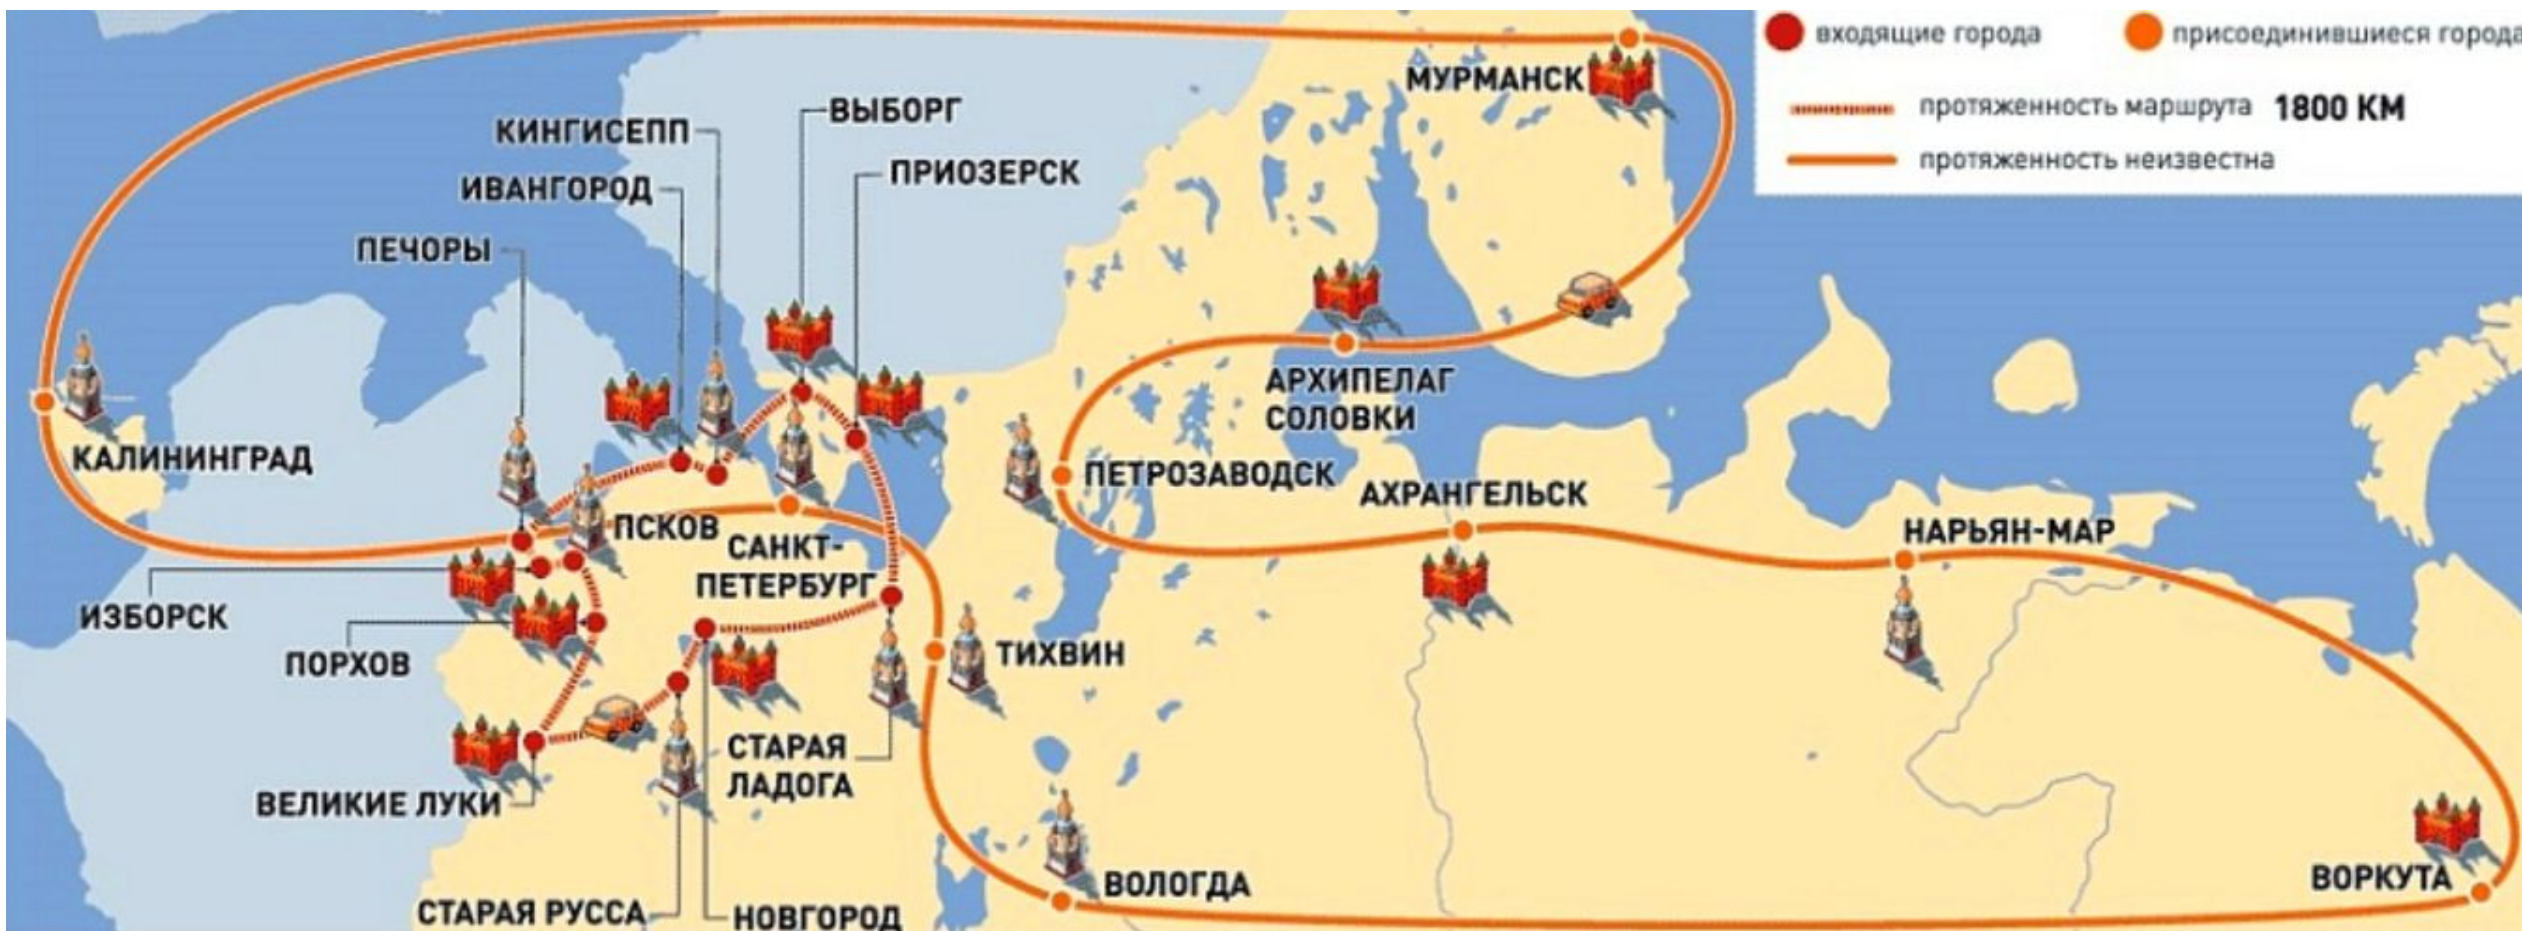 входящие города
присоединившиеся города
МУРМАНСК
протяженность маршрута 1800 КМ
протяженность неизвестна
ВЫБОРГ
КИНГИСЕПП
ПРИОЗЕРСК
ИВАНГОРОД
ПЕЧОРЫ
АРХИПЕЛАГ
СОЛОВКИ
КАЛИНИНГРАД
ПЕТРОЗАВОДСК
АХРАНГЕЛЬСК
ПСКОВ
НАРЬЯН-МАР
САНКТ-
ПЕТЕРБУРГ
ИЗБОРСК
ПОРХОВ
ТИХВИН
СТАРАЯ
ЛАДОГА
ВЕЛИКИЕ ЛУКИ
ВОРКУТА
ВОЛОГДА
СТАРАЯ РУССА
НОВГОРОД